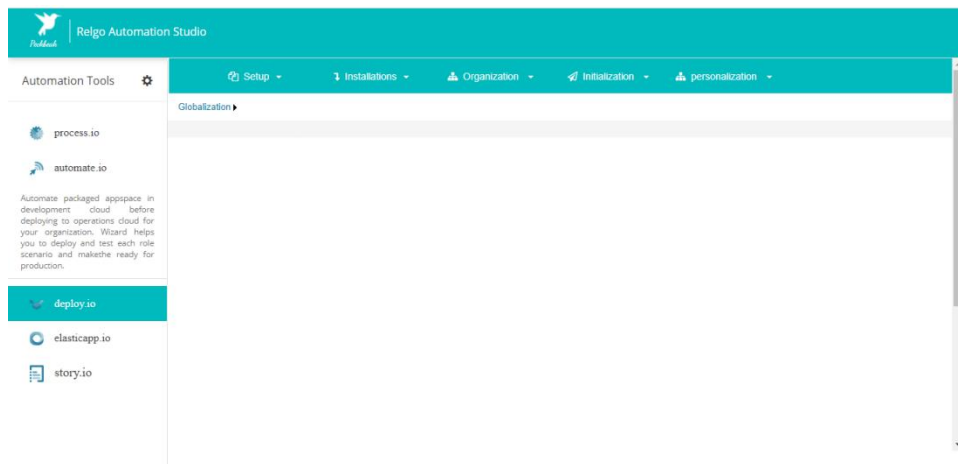 Relgo Automation Studio
Automation Tools
Setup
Installations
Organization
Initialization
personalization
Globalization
process.io
automate.io
Automate packaged appspace in
development cloud before
deploying to operations cloud for
your organization. Wizard helps
you to deploy and test each role
scenario and makethe ready for
production.
deploy.io
elasticapp.io
story.io